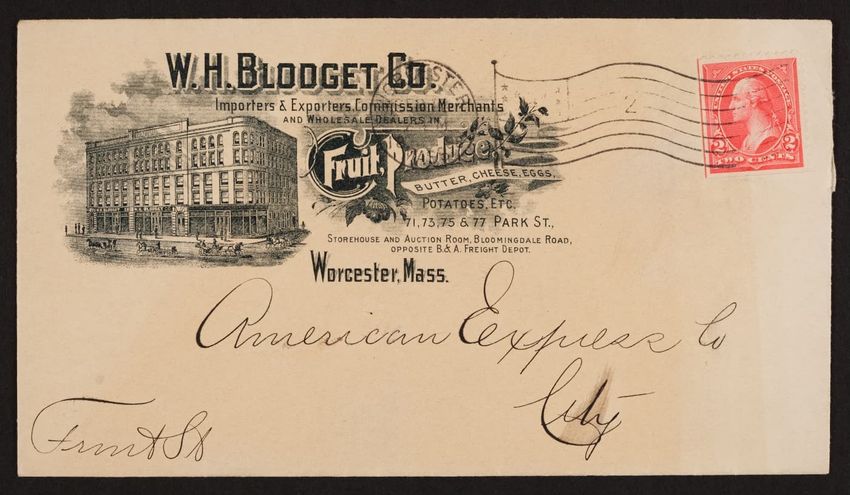 W.H. BLODGET CO.
Importers & Exporters, Commission Merchants
AND WHOLESALE DEALERS IN
Fruit, Produce
BUTTER, CHEESE, EGGS,
POTATOES, ETC.
71, 73, 75 & 77 PARK ST.,
STOREHOUSE AND AUCTION ROOM, BLOOMINGDALE ROAD,
OPPOSITE B.& A. FREIGHT DEPOT.
Worcester, Mass.
2
UNITED STATES POSTAGE
2 2
TWO CENTS
American Express Co
City
Front St